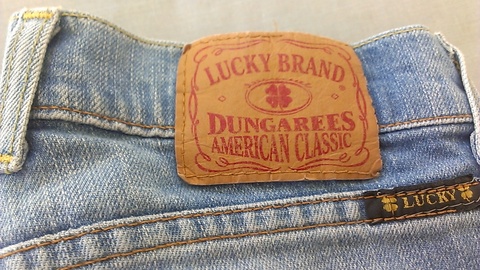 LUCKY BRAND
DUNGAREES
AMERICAN CLASSIC
LUCKY